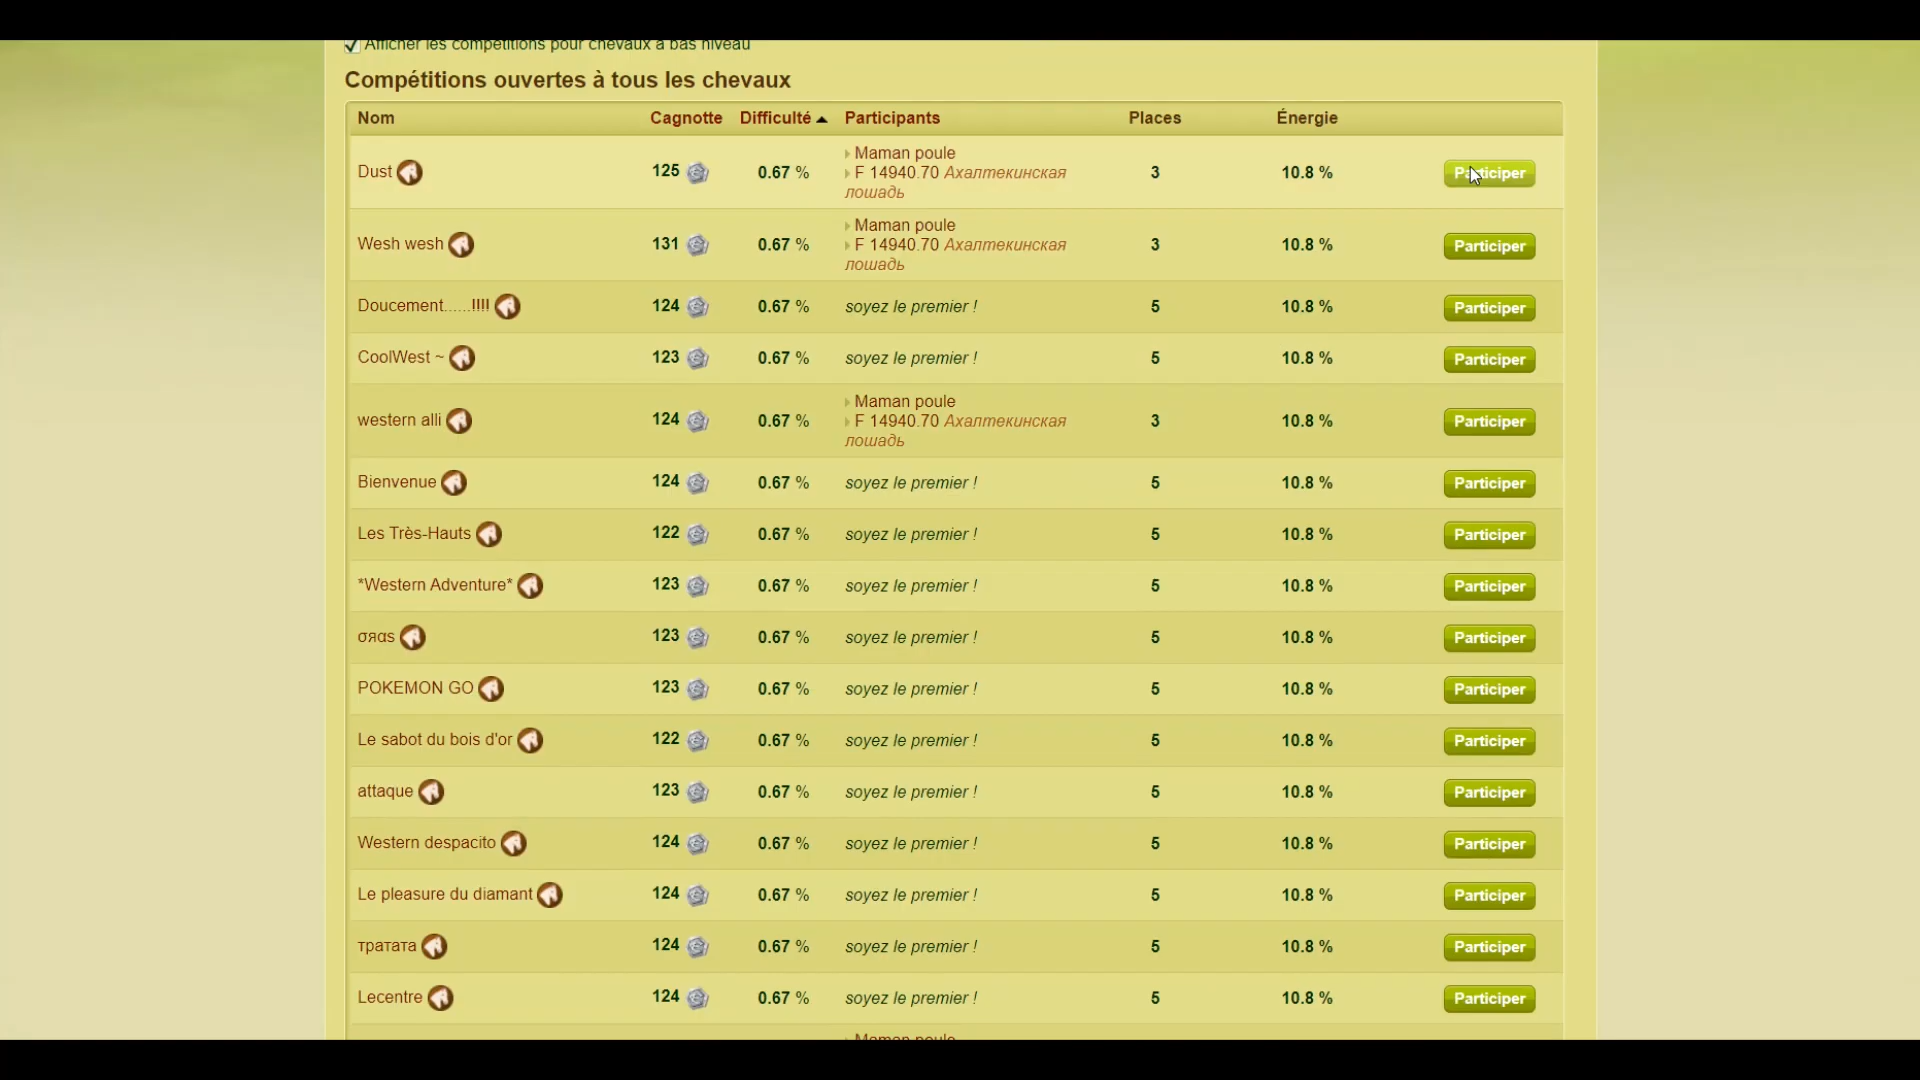 Afficher les compétitions pour chevaux à bas niveau
Compétitions ouvertes à tous les chevaux
Nom Cagnotte Difficulté Participants Places Énergie
Dust 125 0.67 % Maman poule
F 14940.70 Ахалтекинская
лошадь 3 10.8 % Participer
Wesh wesh 131 0.67 % Maman poule
F 14940.70 Ахалтекинская
лошадь 3 10.8 % Participer
Doucement......!!!! 124 0.67 % soyez le premier ! 5 10.8 % Participer
CoolWest ~ 123 0.67 % soyez le premier ! 5 10.8 % Participer
western alli 124 0.67 % Maman poule
F 14940.70 Ахалтекинская
лошадь 3 10.8 % Participer
Bienvenue 124 0.67 % soyez le premier ! 5 10.8 % Participer
Les Très-Hauts 122 0.67 % soyez le premier ! 5 10.8 % Participer
*Western Adventure* 123 0.67 % soyez le premier ! 5 10.8 % Participer
σяαs 123 0.67 % soyez le premier ! 5 10.8 % Participer
POKEMON GO 123 0.67 % soyez le premier ! 5 10.8 % Participer
Le sabot du bois d'or 122 0.67 % soyez le premier ! 5 10.8 % Participer
attaque 123 0.67 % soyez le premier ! 5 10.8 % Participer
Western despacito 124 0.67 % soyez le premier ! 5 10.8 % Participer
Le pleasure du diamant 124 0.67 % soyez le premier ! 5 10.8 % Participer
тратата 124 0.67 % soyez le premier ! 5 10.8 % Participer
Lecentre 124 0.67 % soyez le premier ! 5 10.8 % Participer
Maman poule